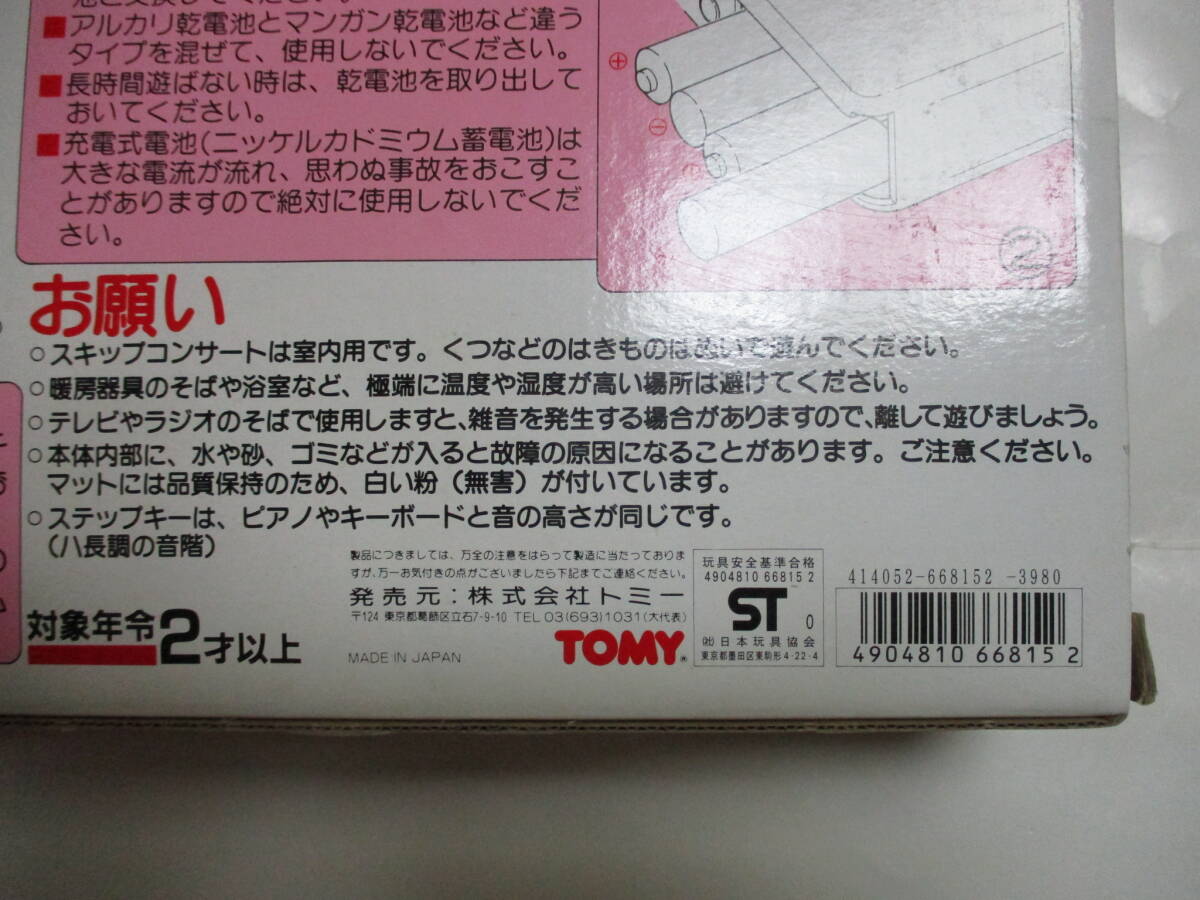 ■アルカリ乾電池とマンガン乾電池など違う
タイプを混ぜて、使用しないでください。
■長時間遊ばない時は、乾電池を取り出して
おいてください。
■充電式電池(ニッケルカドミウム蓄電池)は
大きな電流が流れ、思わぬ事故をおこすこ
とがありますので絶対に使用しないでくだ
さい。
⊕
⊖
②
お願い
○スキップコンサートは室内用です。くつなどのはきものはぬいで遊んでください。
○暖房器具のそばや浴室など、極端に温度や湿度が高い場所は避けてください。
○テレビやラジオのそばで使用しますと、雑音を発生する場合がありますので、離して遊びましょう。
○本体内部に、水や砂、ゴミなどが入ると故障の原因になることがあります。ご注意ください。
マットには品質保持のため、白い粉（無害）が付いています。
○ステップキーは、ピアノやキーボードと音の高さが同じです。
（ハ長調の音階）
対象年令2才以上
製品につきましては、万全の注意をはらって製造に当たっておりま
すが、万一お気付きの点がございましたら下記までご連絡ください。
発売元：株式会社トミー
〒124 東京都葛飾区立石7-9-10 TEL 03(693)1031(大代表)
MADE IN JAPAN
TOMY®
玩具安全基準合格
4904810 668152
ST 0
㈳日本玩具協会
東京都墨田区東駒形4-22-4
414052-668152 -3980
4904810 668152